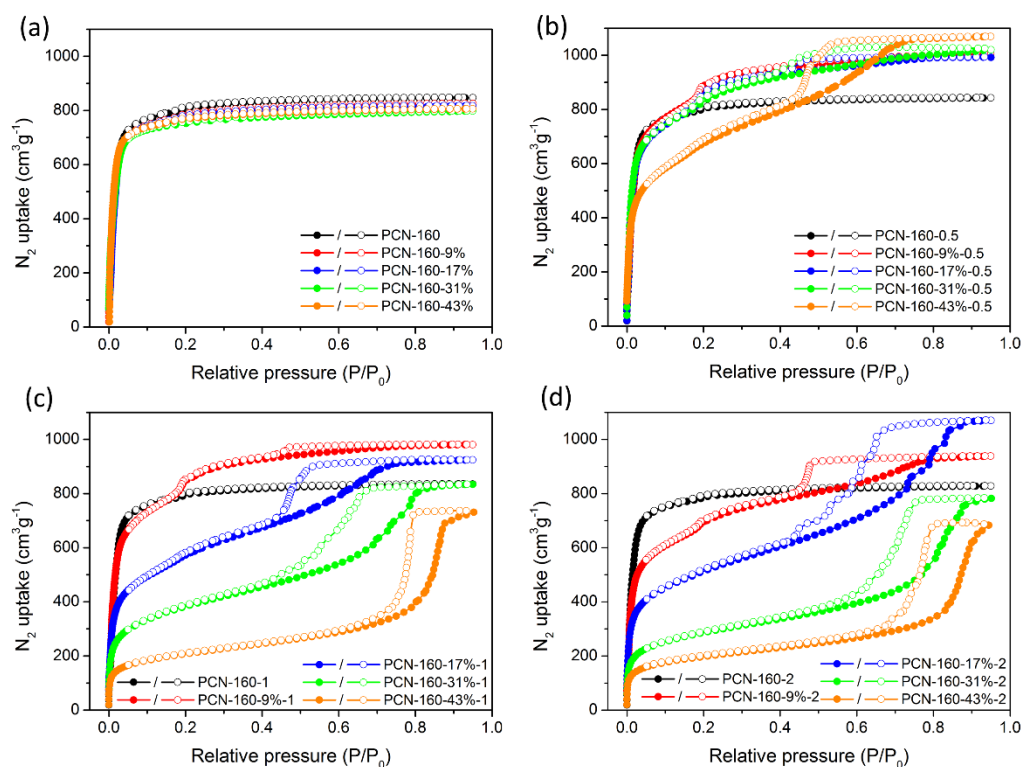 (a)
1000
800
600
400
200
0
N₂ uptake (cm³g⁻¹)
/ PCN-160
/ PCN-160-9%
/ PCN-160-17%
/ PCN-160-31%
/ PCN-160-43%
0.0 0.2 0.4 0.6 0.8 1.0
Relative pressure (P/P₀)
(b)
1000
800
600
400
200
0
N₂ uptake (cm³g⁻¹)
/ PCN-160-0.5
/ PCN-160-9%-0.5
/ PCN-160-17%-0.5
/ PCN-160-31%-0.5
/ PCN-160-43%-0.5
0.0 0.2 0.4 0.6 0.8 1.0
Relative pressure (P/P₀)
(c)
1000
800
600
400
200
0
N₂ uptake (cm³g⁻¹)
/ PCN-160-1
/ PCN-160-9%-1
/ PCN-160-17%-1
/ PCN-160-31%-1
/ PCN-160-43%-1
0.0 0.2 0.4 0.6 0.8 1.0
Relative pressure (P/P₀)
(d)
1000
800
600
400
200
0
N₂ uptake (cm³g⁻¹)
/ PCN-160-2
/ PCN-160-9%-2
/ PCN-160-17%-2
/ PCN-160-31%-2
/ PCN-160-43%-2
0.0 0.2 0.4 0.6 0.8 1.0
Relative pressure (P/P₀)